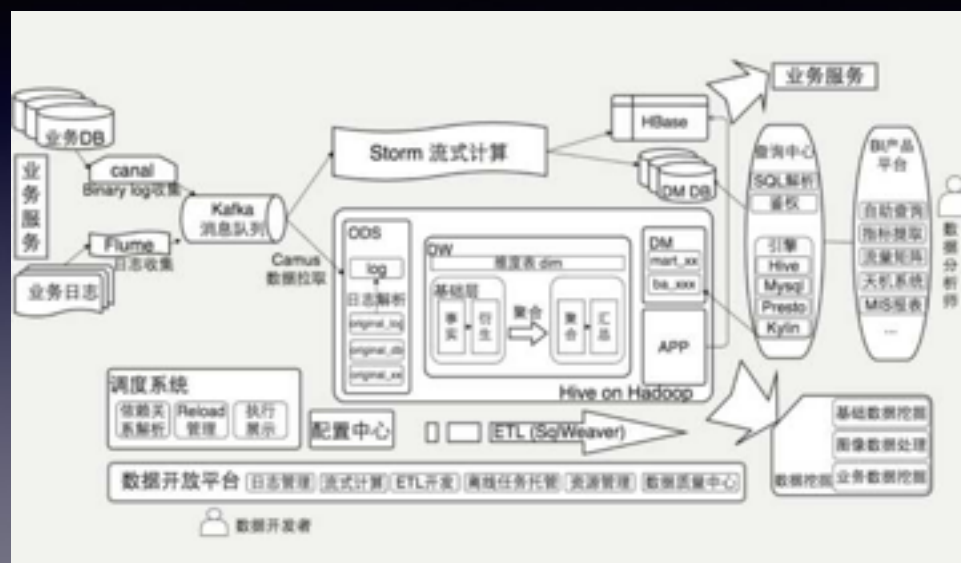 业务服务
业务DB
canal
Binary log收集
Flume
日志收集
业务日志
Kafka
消息队列
Camus
数据拉取
Storm 流式计算
HBase
DM DB
业务服务
查询中心
SQL解析
鉴权
引擎
Hive
Mysql
Presto
Kylin
BI产品
平台
自助查询
指标提取
流量矩阵
天机系统
MIS报表
...
数据分析师
ODS
log
日志解析
original_log
original_db
original_xx
DW
维度表 dim
基础层
事实
衍生
聚合
聚合
汇总
DM
mart_xx
ba_xxx
APP
Hive on Hadoop
调度系统
依赖关
系解析
Reload
管理
执行
展示
配置中心
ETL (SqlWeaver)
数据挖掘
基础数据挖掘
图像数据处理
业务数据挖掘
数据开放平台
日志管理
流式计算
ETL开发
离线任务托管
资源管理
数据质量中心
数据开发者